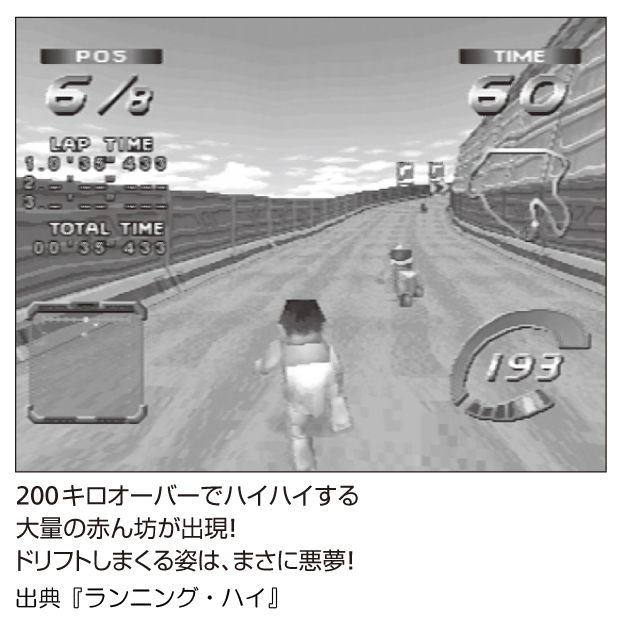 POS
6/8
TIME
60
LAP TIME
1.0'35"433
2._'__"___
3._'__"___
TOTAL TIME
00'35"433
193
200キロオーバーでハイハイする
大量の赤ん坊が出現!
ドリフトしまくる姿は、まさに悪夢!
出典『ランニング・ハイ』